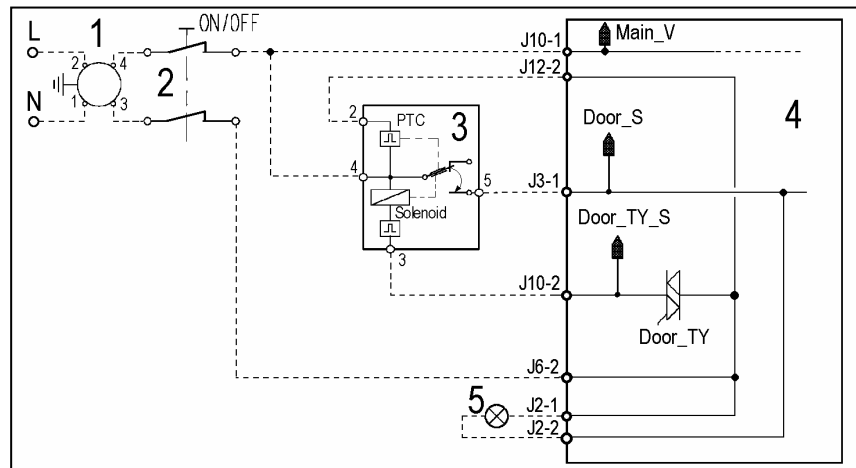 ON/OFF
L
1
2
4
2
N
1
3
J10-1
Main_V
J12-2
2
PTC
3
Door_S
4
4
5
J3-1
Solenoid
Door_TY_S
3
J10-2
Door_TY
J6-2
5
J2-1
J2-2